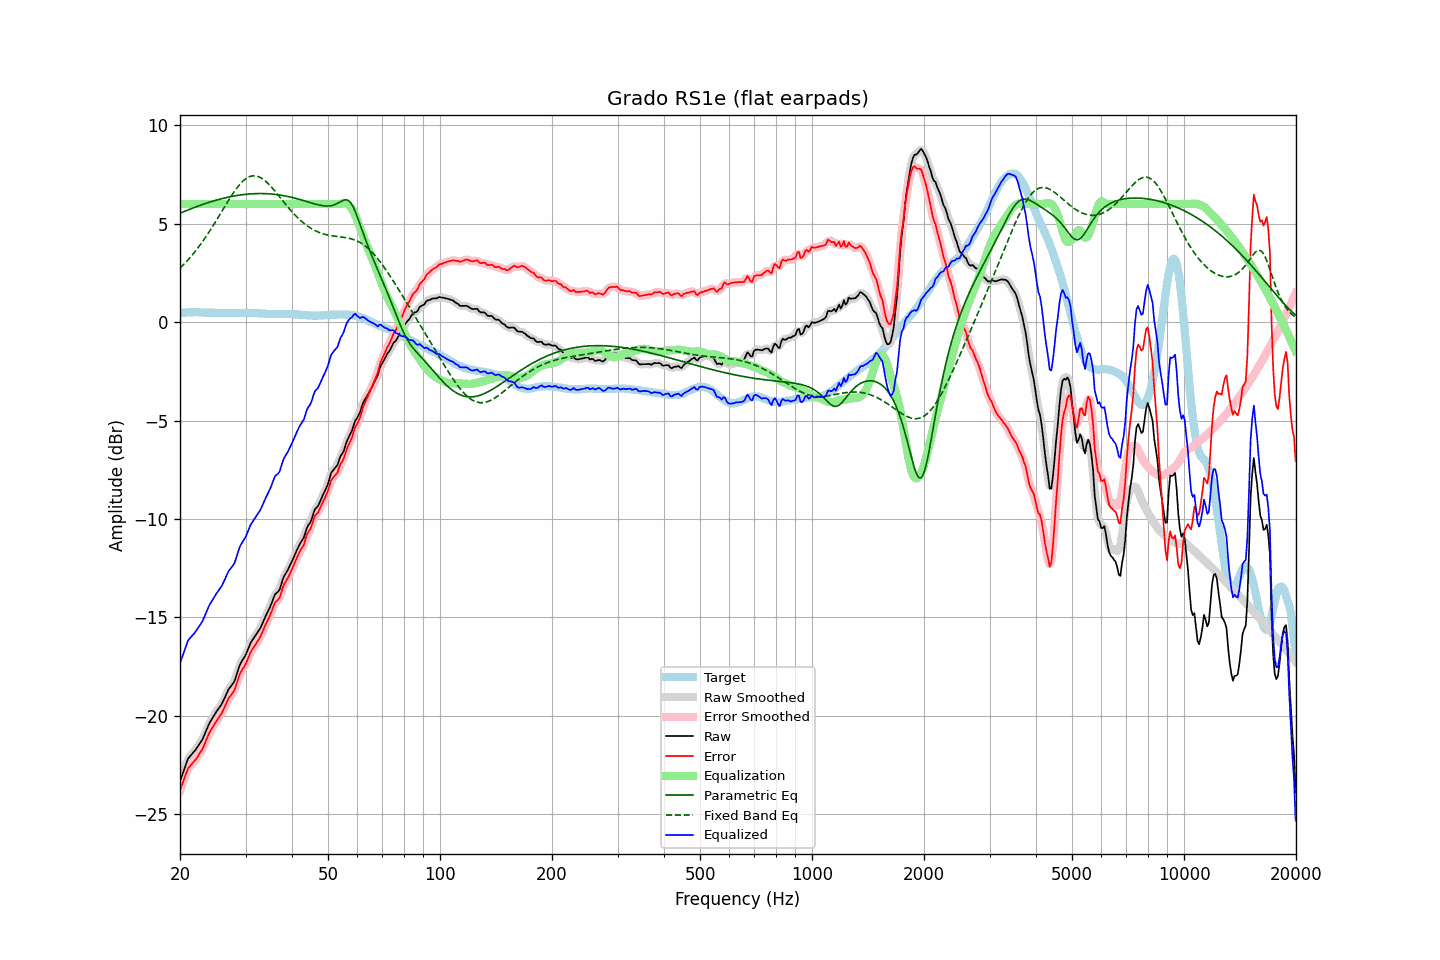 Grado RS1e (flat earpads)
Amplitude (dBr)
10
5
0
−5
−10
−15
−20
−25
Target
Raw Smoothed
Error Smoothed
Raw
Error
Equalization
Parametric Eq
Fixed Band Eq
Equalized
20 50 100 200 500 1000 2000 5000 10000 20000
Frequency (Hz)